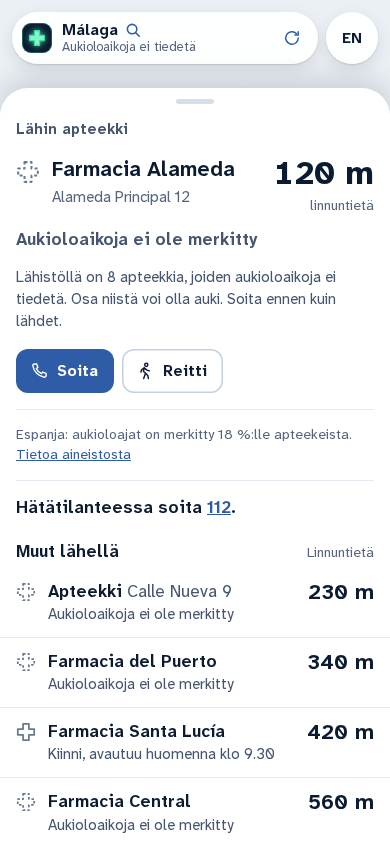 Málaga
Aukioloaikoja ei tiedetä
EN
Lähin apteekki
Farmacia Alameda
120 m
Alameda Principal 12
linnuntietä
Aukioloaikoja ei ole merkitty
Lähistöllä on 8 apteekkia, joiden aukioloaikoja ei
tiedetä. Osa niistä voi olla auki. Soita ennen kuin
lähdet.
Soita
Reitti
Espanja: aukioloajat on merkitty 18 %:lle apteekeista.
Tietoa aineistosta
Hätätilanteessa soita 112.
Muut lähellä
Linnuntietä
Apteekki Calle Nueva 9
230 m
Aukioloaikoja ei ole merkitty
Farmacia del Puerto
340 m
Aukioloaikoja ei ole merkitty
Farmacia Santa Lucía
420 m
Kiinni, avautuu huomenna klo 9.30
Farmacia Central
560 m
Aukioloaikoja ei ole merkitty